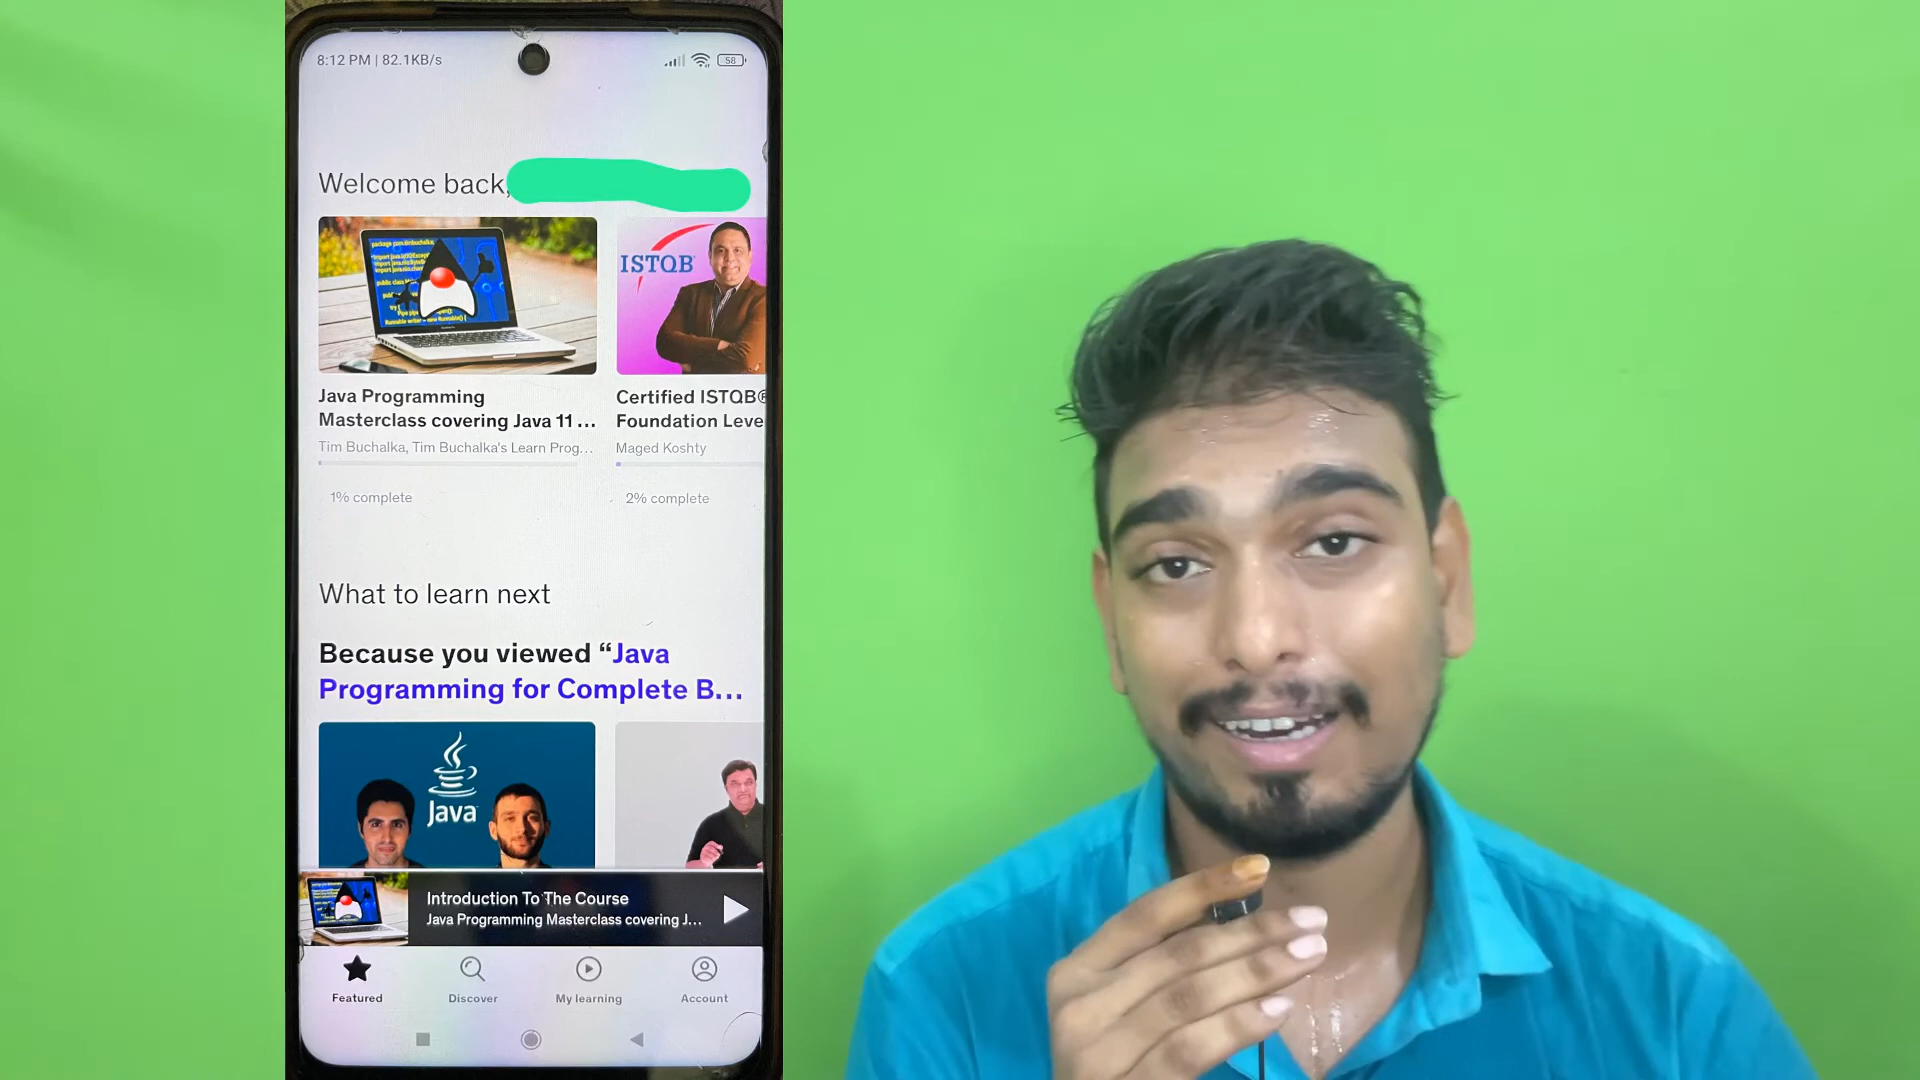 8:12 PM | 82.1KB/s
58
Welcome back,
ISTQB
Java Programming
Masterclass covering Java 11 ...
Tim Buchalka, Tim Buchalka's Learn Prog...
1% complete
Certified ISTQB®
Foundation Leve
Maged Koshty
2% complete
What to learn next
Because you viewed “Java
Programming for Complete B...
Java
Introduction To The Course
Java Programming Masterclass covering J...
Featured
Discover
My learning
Account